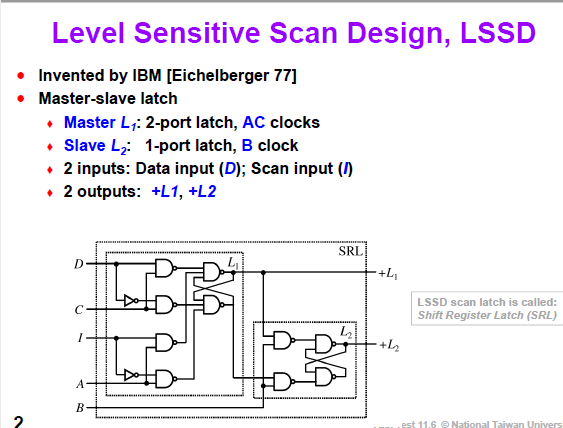 Level Sensitive Scan Design, LSSD
Invented by IBM [Eichelberger 77]
Master-slave latch
Master L1: 2-port latch, AC clocks
Slave L2: 1-port latch, B clock
2 inputs: Data input (D); Scan input (I)
2 outputs: +L1, +L2
SRL
D
L1
+L1
C
LSSD scan latch is called:
Shift Register Latch (SRL)
I
L2
+L2
A
B
2
11.6 © National Taiwan Univers